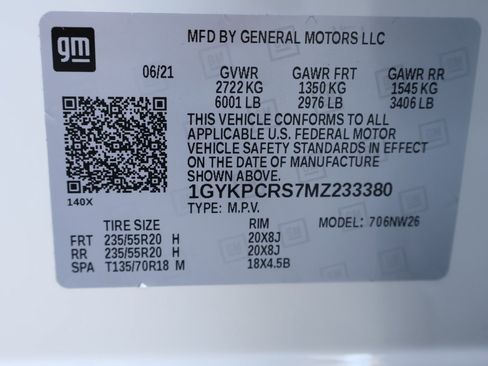 gm
MFD BY GENERAL MOTORS LLC
06/21 GVWR GAWR FRT GAWR RR
2722 KG 1350 KG 1545 KG
6001 LB 2976 LB 3406 LB
THIS VEHICLE CONFORMS TO ALL
APPLICABLE U.S. FEDERAL MOTOR
VEHICLE SAFETY STANDARDS IN EFFECT
ON THE DATE OF MANUFACTURE
SHOWN ABOVE.
140X
1GYKPCRS7MZ233380
TYPE: M.P.V.
TIRE SIZE RIM MODEL: 706NW26
FRT 235/55R20 H 20X8J
RR 235/55R20 H 20X8J
SPA T135/70R18 M 18X4.5B